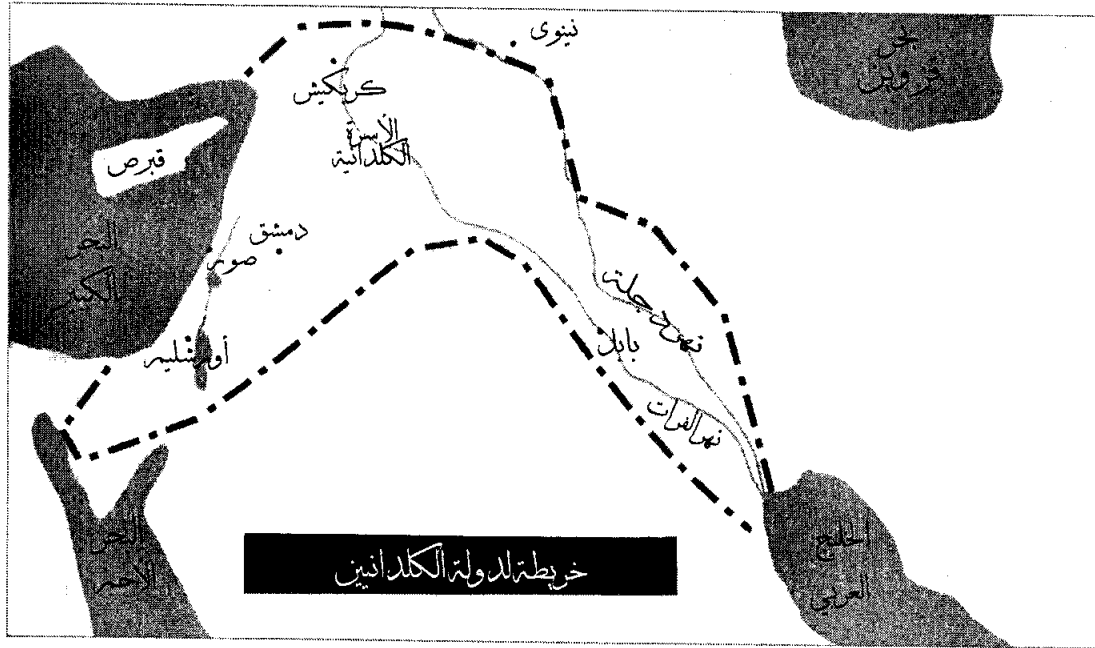 نينوى
بحر
قزوين
كريكيش
الأسرة
الكلدانية
قبرص
دمشق
صور
البحر
الكبير
أورشليم
نهر دجلة
بابل
نهر الفرات
البحر
الأحمر
الخليج
العربي
خريطة لدولة الكلدانيين